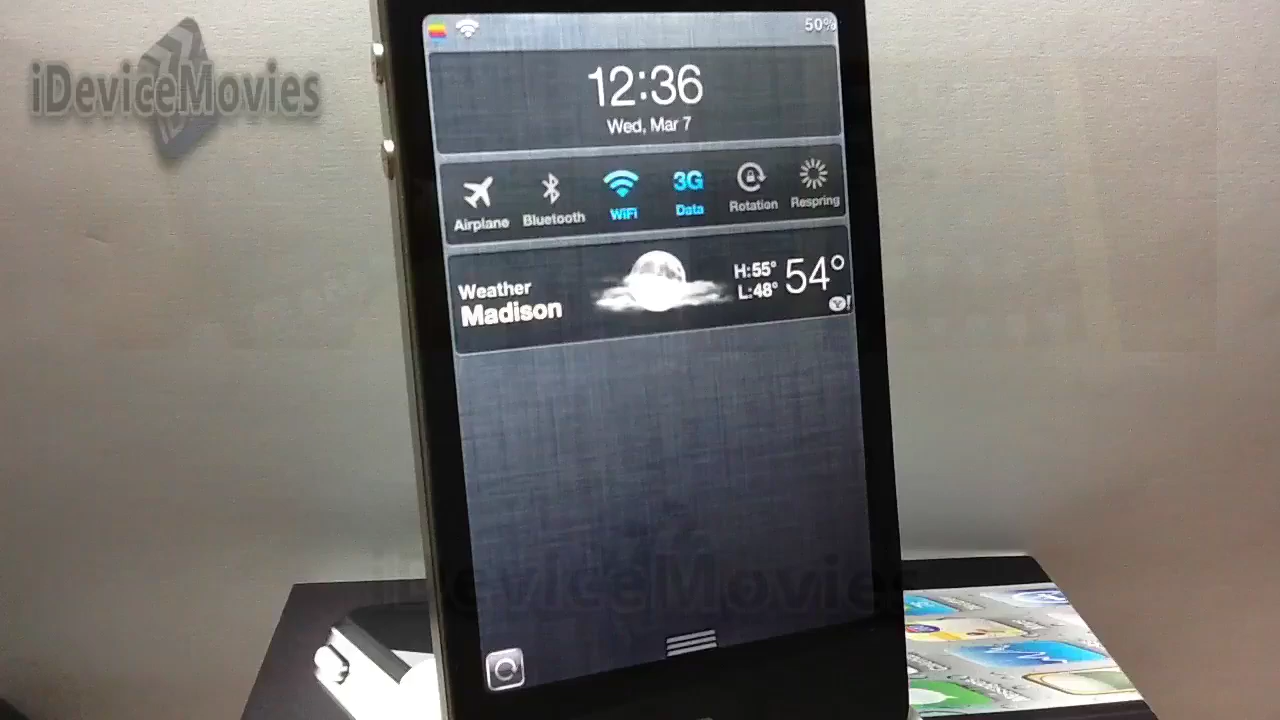 iDeviceMovies
50%
12:36
Wed, Mar 7
Airplane Bluetooth WiFi 3G Data Rotation Respring
Weather
Madison
H:55°
L:48°
54°
Y!
iDeviceMovies